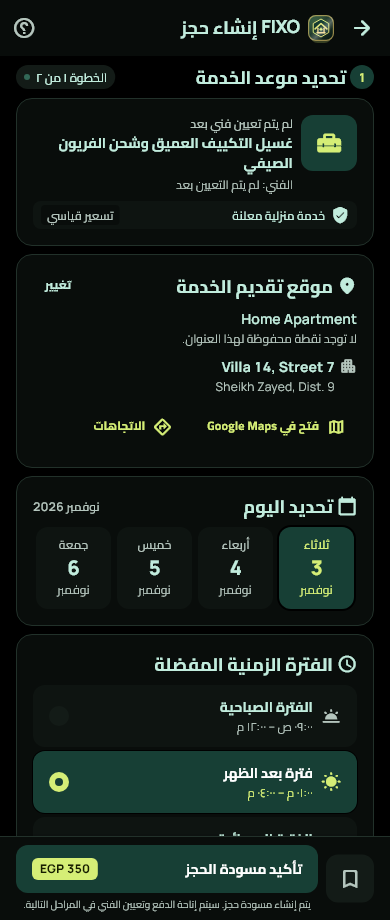 إنشاء حجز FIXO
1 تحديد موعد الخدمة
الخطوة ١ من ٢
لم يتم تعيين فني بعد
غسيل التكييف العميق وشحن الفريون الصيفي
الفني: لم يتم التعيين بعد
خدمة منزلية معلنة
تسعير قياسي
موقع تقديم الخدمة
تغيير
Home Apartment
لا توجد نقطة محفوظة لهذا العنوان.
Villa 14, Street 7
Sheikh Zayed, Dist. 9
فتح في Google Maps
الاتجاهات
تحديد اليوم
نوفمبر 2026
ثلاثاء
3
نوفمبر
أربعاء
4
نوفمبر
خميس
5
نوفمبر
جمعة
6
نوفمبر
الفترة الزمنية المفضلة
الفترة الصباحية
٠٩:٠٠ ص – ١٢:٠٠ م
فترة بعد الظهر
٠١:٠٠ م – ٠٤:٠٠ م
تأكيد مسودة الحجز
EGP 350
يتم إنشاء مسودة حجز. سيتم إتاحة الدفع وتعيين الفني في المراحل التالية.